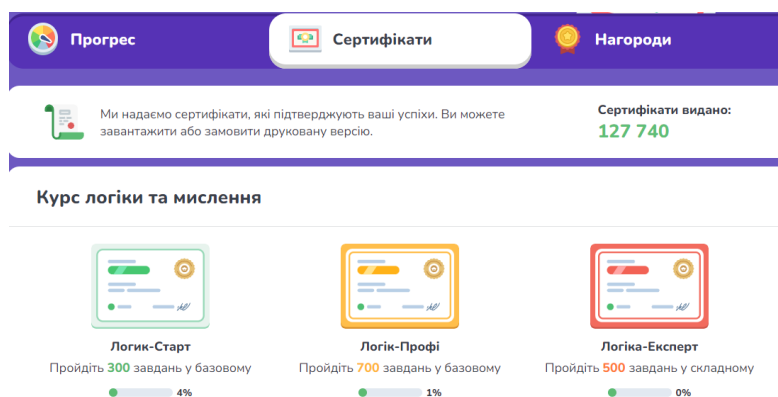 Прогрес
Сертифікати
Нагороди
Ми надаємо сертифікати, які підтверджують ваші успіхи. Ви можете
завантажити або замовити друковану версію.
Сертифікати видано:
127 740
Курс логіки та мислення
Логик-Старт
Логік-Профі
Логіка-Експерт
Пройдіть 300 завдань у базовому
Пройдіть 700 завдань у базовому
Пройдіть 500 завдань у складному
4%
1%
0%